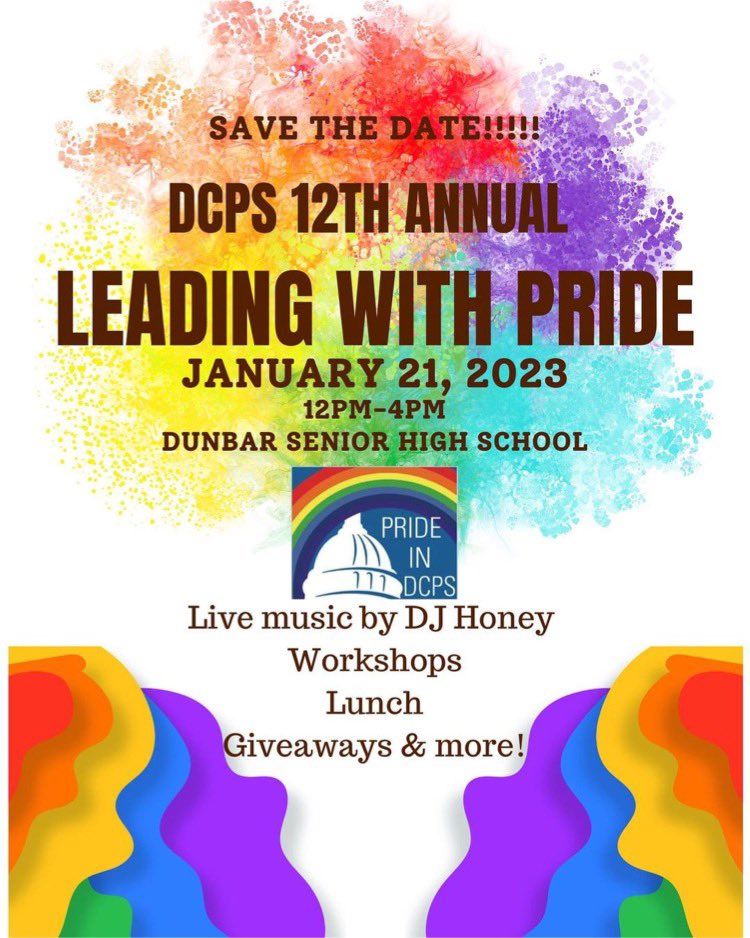 SAVE THE DATE!!!!!
DCPS 12TH ANNUAL
LEADING WITH PRIDE
JANUARY 21, 2023
12PM-4PM
DUNBAR SENIOR HIGH SCHOOL
PRIDE
IN
DCPS
Live music by DJ Honey
Workshops
Lunch
Giveaways & more!